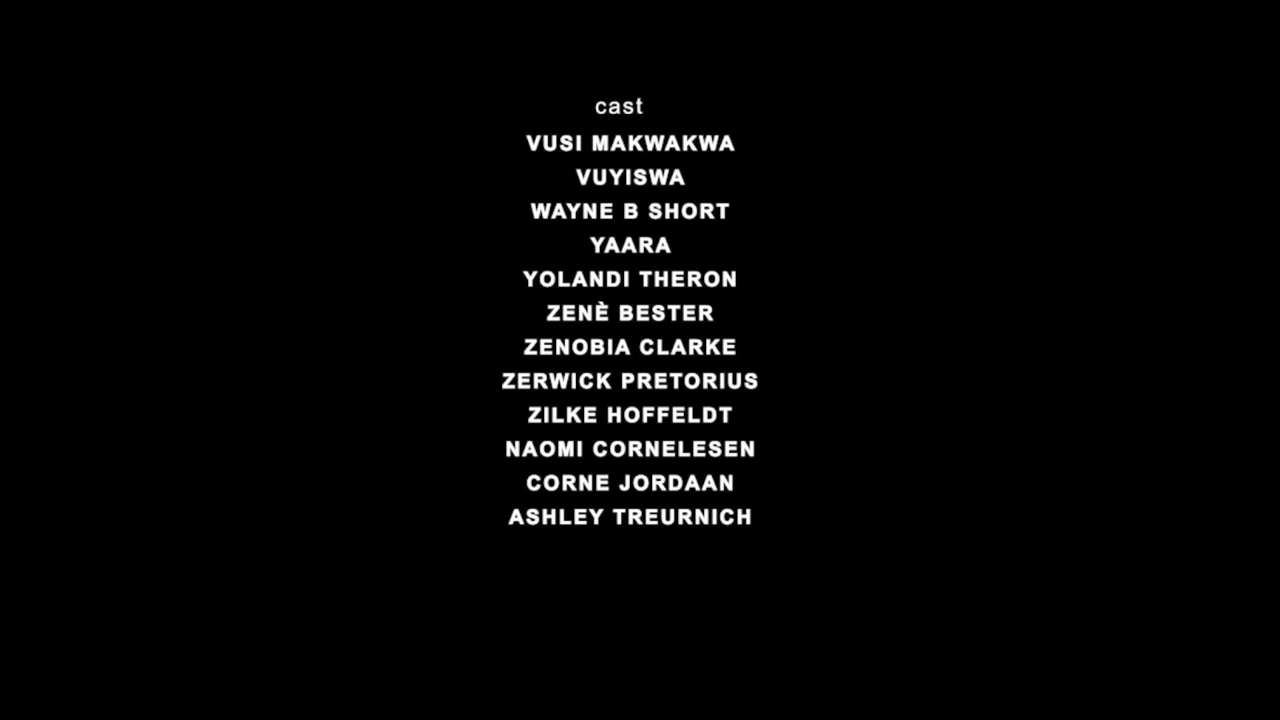 cast
VUSI MAKWAKWA
VUYISWA
WAYNE B SHORT
YAARA
YOLANDI THERON
ZENÈ BESTER
ZENOBIA CLARKE
ZERWICK PRETORIUS
ZILKE HOFFELDT
NAOMI CORNELESEN
CORNE JORDAAN
ASHLEY TREURNICH